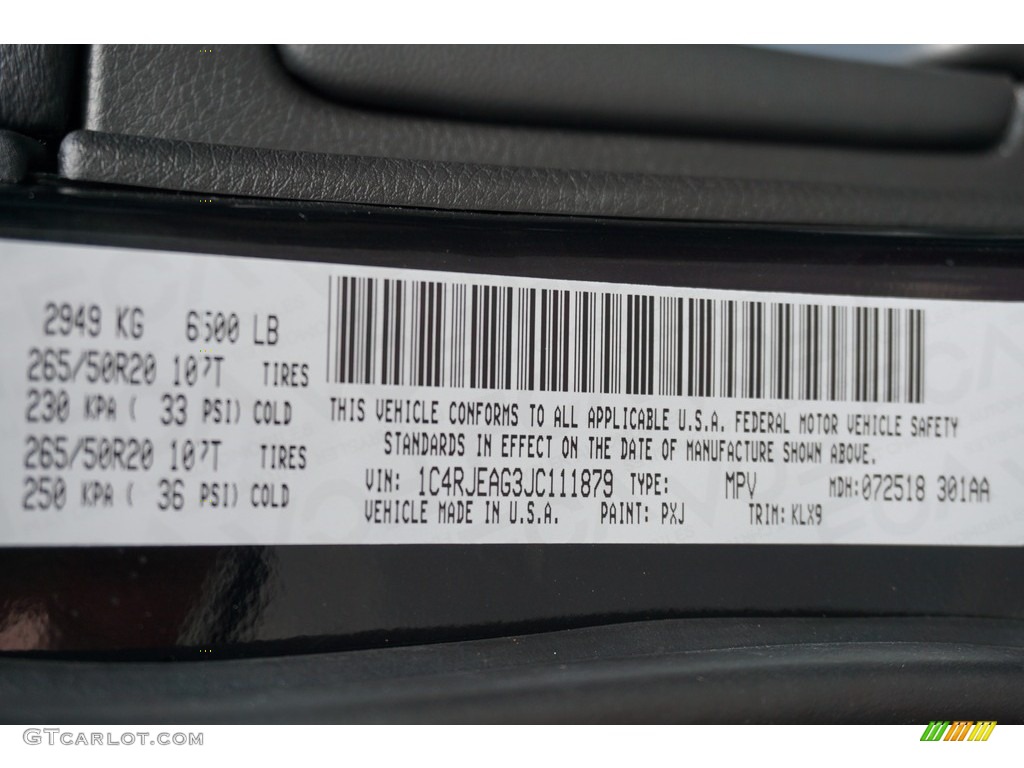 2949 KG 6500 LB
265/50R20 107T TIRES
230 KPA ( 33 PSI) COLD
265/50R20 107T TIRES
250 KPA ( 36 PSI) COLD
THIS VEHICLE CONFORMS TO ALL APPLICABLE U.S.A. FEDERAL MOTOR VEHICLE SAFETY
STANDARDS IN EFFECT ON THE DATE OF MANUFACTURE SHOWN ABOVE.
VIN: 1C4RJEAG3JC111879 TYPE: MPV MDH:072518 301AA
VEHICLE MADE IN U.S.A. PAINT: PXJ TRIM: KLX9
GTCarLot.com